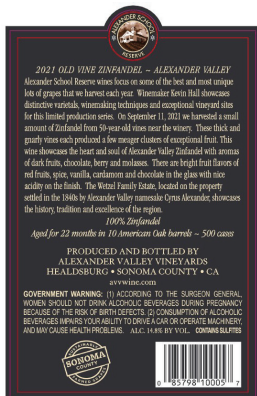 ALEXANDER SCHOOL
RESERVE
2021 OLD VINE ZINFANDEL ~ ALEXANDER VALLEY
Alexander School Reserve wines focus on some of the best and most unique
lots of grapes that we harvest each year. Winemaker Kevin Hall showcases
distinctive varietals, winemaking techniques and exceptional vineyard sites
for this limited production series. On September 11, 2021 we harvested a small
amount of Zinfandel from 50-year-old vines near the winery. These thick and
gnarly vines each produced a few meager clusters of exceptional fruit. This
wine showcases the heart and soul of Alexander Valley Zinfandel with aromas
of dark fruits, chocolate, berry and molasses. There are bright fruit flavors of
red fruits, spice, vanilla, cardamom and chocolate in the glass with nice
acidity on the finish. The Wetzel Family Estate, located on the property
settled in the 1840s by Alexander Valley namesake Cyrus Alexander, showcases
the history, tradition and excellence of the region.
100% Zinfandel
Aged for 22 months in 10 American Oak barrels ~ 500 cases
PRODUCED AND BOTTLED BY
ALEXANDER VALLEY VINEYARDS
HEALDSBURG • SONOMA COUNTY • CA
avvwine.com
GOVERNMENT WARNING: (1) ACCORDING TO THE SURGEON GENERAL,
WOMEN SHOULD NOT DRINK ALCOHOLIC BEVERAGES DURING PREGNANCY
BECAUSE OF THE RISK OF BIRTH DEFECTS. (2) CONSUMPTION OF ALCOHOLIC
BEVERAGES IMPAIRS YOUR ABILITY TO DRIVE A CAR OR OPERATE MACHINERY,
AND MAY CAUSE HEALTH PROBLEMS. ALC. 14.8% BY VOL. CONTAINS SULFITES
SONOMA
COUNTY
0 85798 10005 7